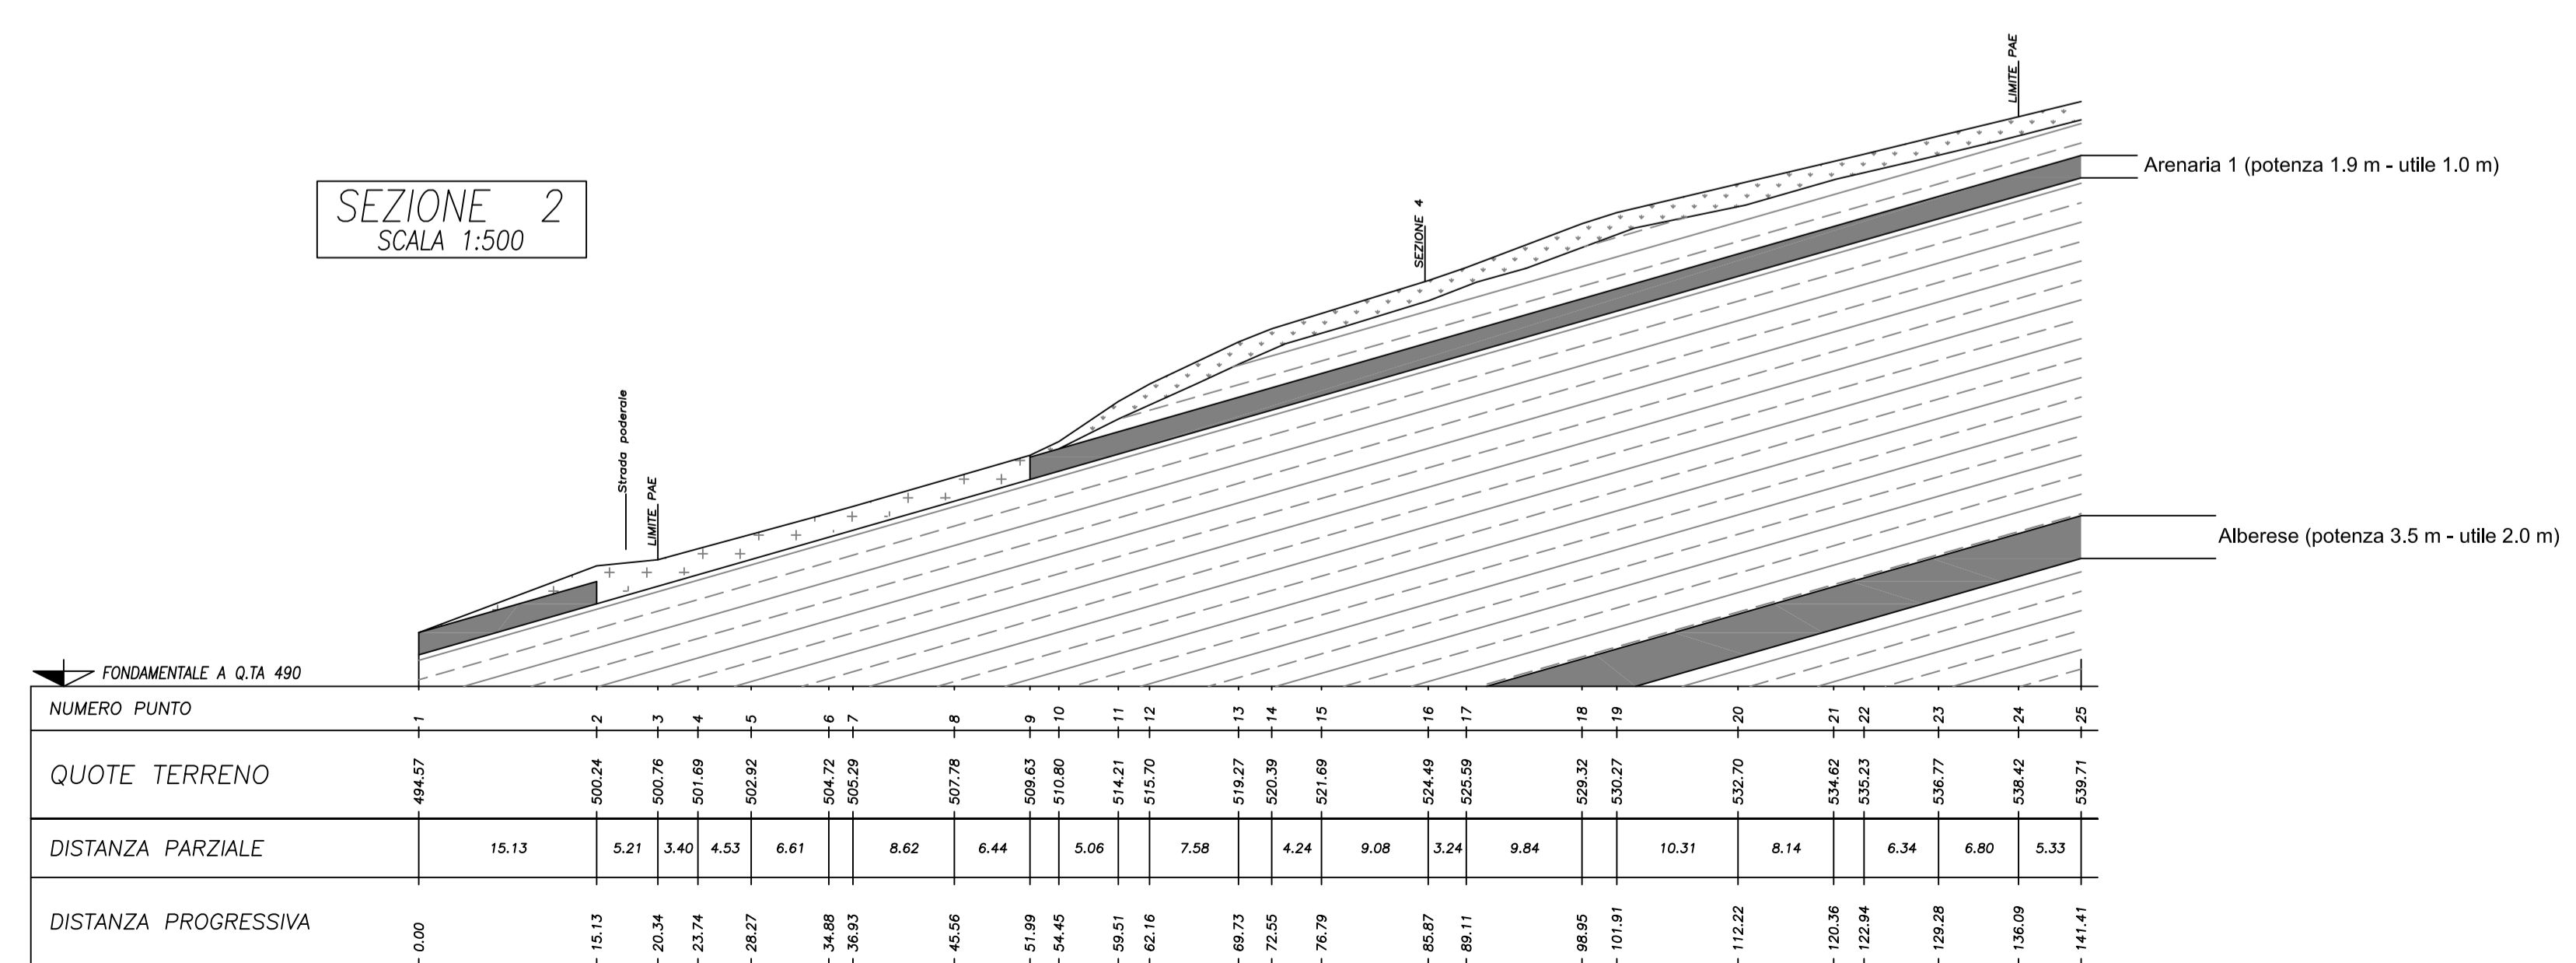 LIMITE PAE
Arenaria 1 (potenza 1.9 m - utile 1.0 m)
SEZIONE 2
SCALA 1:500
SEZIONE 4
Strada poderale
LIMITE PAE
Alberese (potenza 3.5 m - utile 2.0 m)
FONDAMENTALE A Q.TA 490
NUMERO PUNTO 1 2 3 4 5 6 7 8 9 10 11 12 13 14 15 16 17 18 19 20 21 22 23 24 25
QUOTE TERRENO 494.57 500.24 500.76 501.69 502.92 504.72 505.29 507.78 509.63 510.80 514.21 515.70 519.27 520.39 521.69 524.49 525.59 529.32 530.27 532.70 534.62 535.23 536.77 538.42 539.71
DISTANZA PARZIALE 15.13 5.21 3.40 4.53 6.61 8.62 6.44 5.06 7.58 4.24 9.08 3.24 9.84 10.31 8.14 6.34 6.80 5.33
DISTANZA PROGRESSIVA 0.00 15.13 20.34 23.74 28.27 34.88 36.93 45.56 51.99 54.45 59.51 62.16 69.73 72.55 76.79 85.87 89.11 98.95 101.91 112.22 120.36 122.94 129.28 136.09 141.41